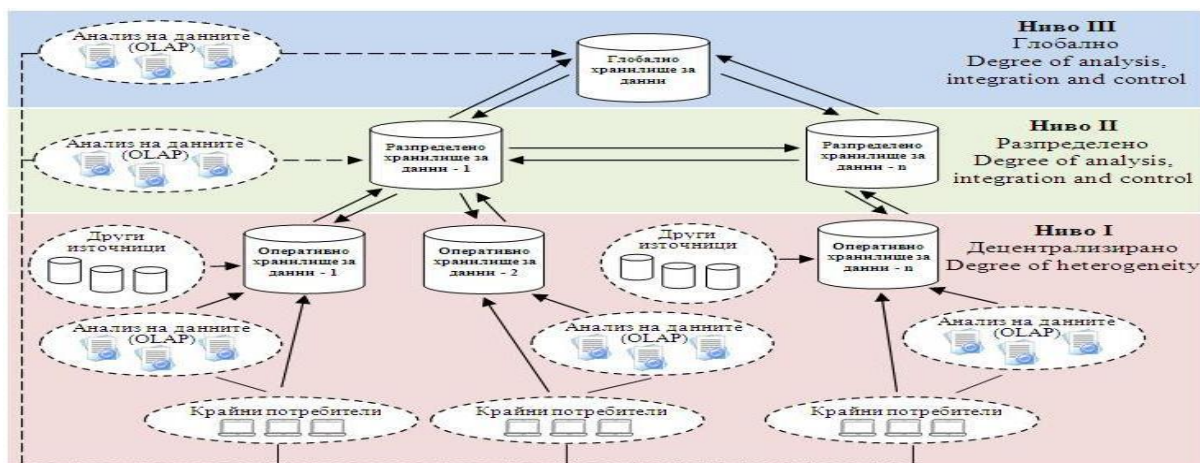 Анализ на данните
(OLAP)
Глобално
хранилище за
данни
Ниво III
Глобално
Degree of analysis,
integration and control
Анализ на данните
(OLAP)
Разпределено
хранилище за
данни - 1
Разпределено
хранилище за
данни - n
Ниво II
Разпределено
Degree of analysis,
integration and control
Други
източници
Оперативно
хранилище за
данни - 1
Оперативно
хранилище за
данни - 2
Други
източници
Оперативно
хранилище за
данни - n
Ниво I
Децентрализирано
Degree of heterogeneity
Анализ на данните
(OLAP)
Анализ на данните
(OLAP)
Анализ на данните
(OLAP)
Крайни потребители
Крайни потребители
Крайни потребители